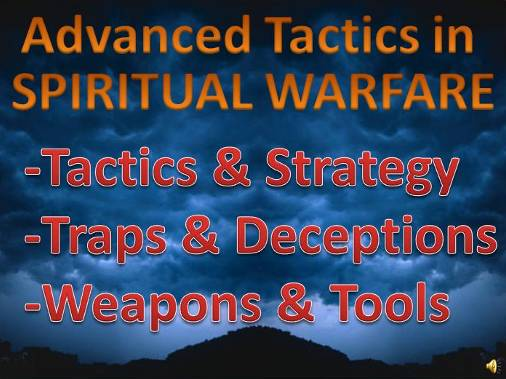 Advanced Tactics in
SPIRITUAL WARFARE
-Tactics & Strategy
-Traps & Deceptions
-Weapons & Tools